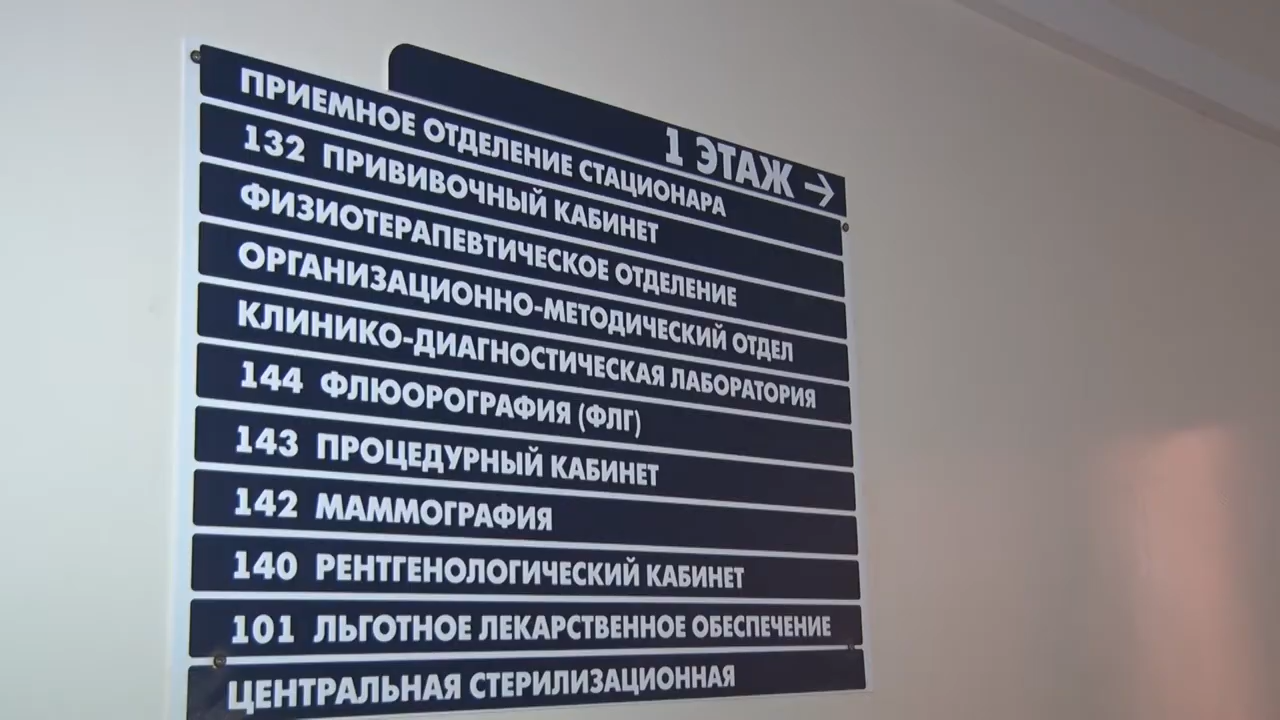 1 ЭТАЖ →
ПРИЕМНОЕ ОТДЕЛЕНИЕ СТАЦИОНАРА
132 ПРИВИВОЧНЫЙ КАБИНЕТ
ФИЗИОТЕРАПЕВТИЧЕСКОЕ ОТДЕЛЕНИЕ
ОРГАНИЗАЦИОННО-МЕТОДИЧЕСКИЙ ОТДЕЛ
КЛИНИКО-ДИАГНОСТИЧЕСКАЯ ЛАБОРАТОРИЯ
144 ФЛЮОРОГРАФИЯ (ФЛГ)
143 ПРОЦЕДУРНЫЙ КАБИНЕТ
142 МАММОГРАФИЯ
140 РЕНТГЕНОЛОГИЧЕСКИЙ КАБИНЕТ
101 ЛЬГОТНОЕ ЛЕКАРСТВЕННОЕ ОБЕСПЕЧЕНИЕ
ЦЕНТРАЛЬНАЯ СТЕРИЛИЗАЦИОННАЯ